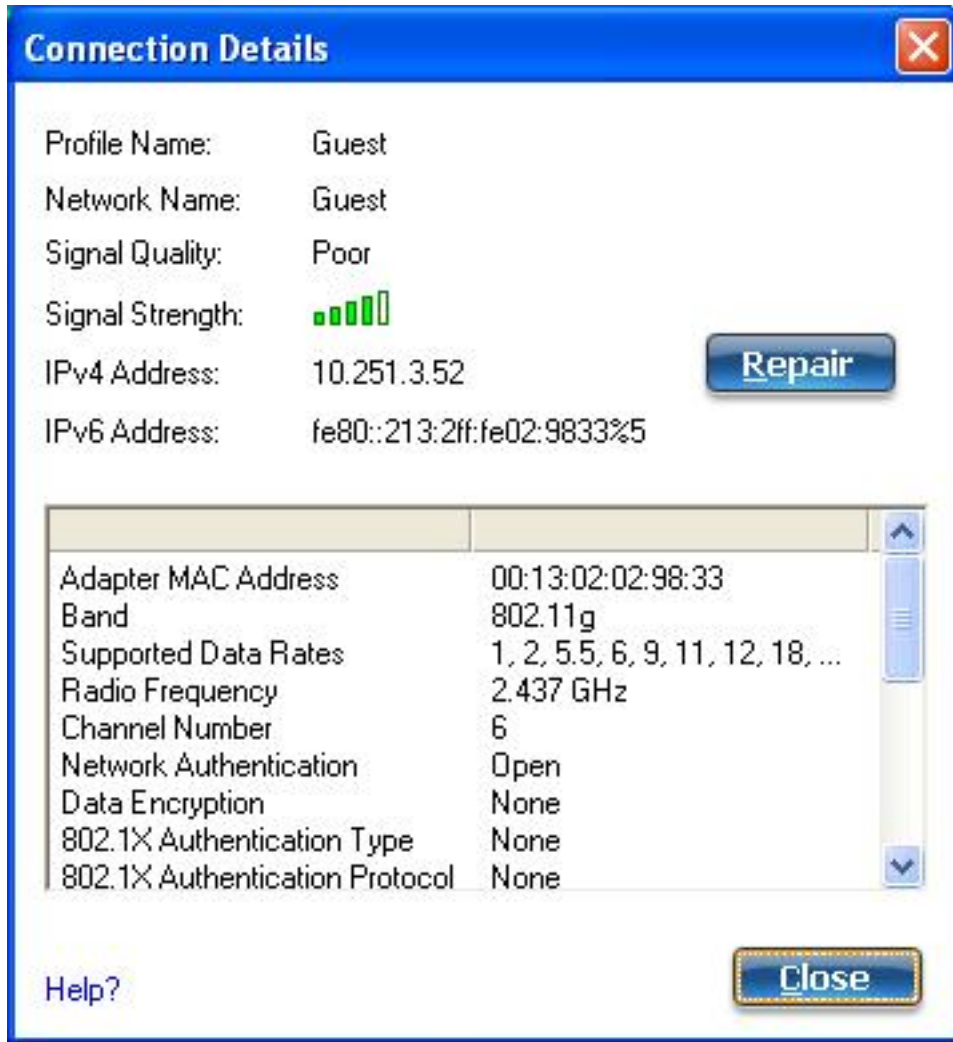 Connection Details
Profile Name: Guest
Network Name: Guest
Signal Quality: Poor
Signal Strength:
IPv4 Address: 10.251.3.52
Repair
IPv6 Address: fe80::213:2ff:fe02:9833%5
Adapter MAC Address 00:13:02:02:98:33
Band 802.11g
Supported Data Rates 1, 2, 5.5, 6, 9, 11, 12, 18, ...
Radio Frequency 2.437 GHz
Channel Number 6
Network Authentication Open
Data Encryption None
802.1X Authentication Type None
802.1X Authentication Protocol None
Help?
Close